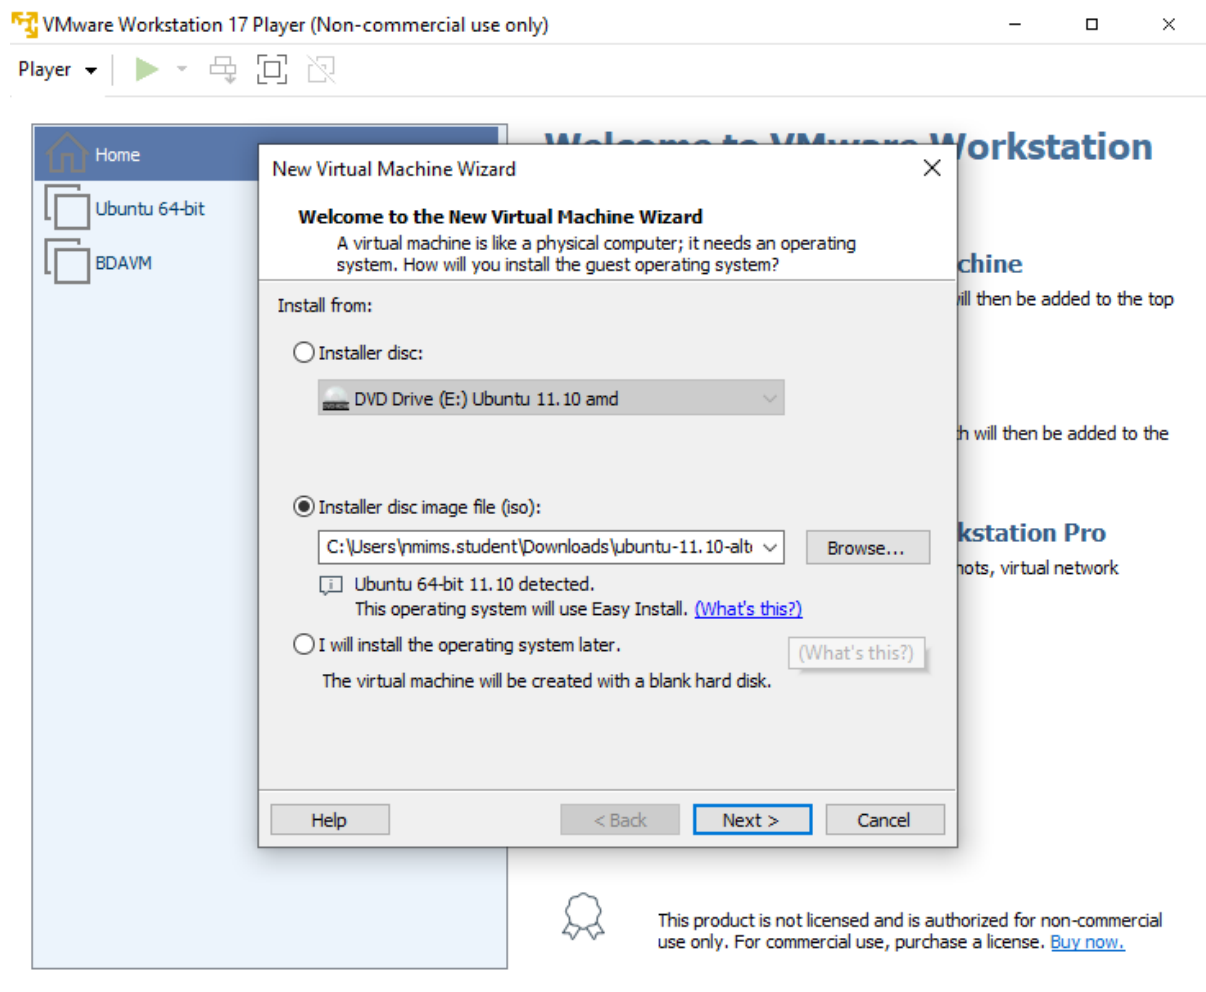 VMware Workstation 17 Player (Non-commercial use only)
Player
Home
Ubuntu 64-bit
BDAVM
Welcome to VMware Workstation
chine
ill then be added to the top
h will then be added to the
kstation Pro
hots, virtual network
New Virtual Machine Wizard
Welcome to the New Virtual Machine Wizard
A virtual machine is like a physical computer; it needs an operating
system. How will you install the guest operating system?
Install from:
Installer disc:
DVD Drive (E:) Ubuntu 11.10 amd
Installer disc image file (iso):
C:\Users\nmims.student\Downloads\ubuntu-11.10-alt
Browse...
Ubuntu 64-bit 11.10 detected.
This operating system will use Easy Install. (What's this?)
I will install the operating system later.
(What's this?)
The virtual machine will be created with a blank hard disk.
Help
< Back
Next >
Cancel
This product is not licensed and is authorized for non-commercial
use only. For commercial use, purchase a license. Buy now.